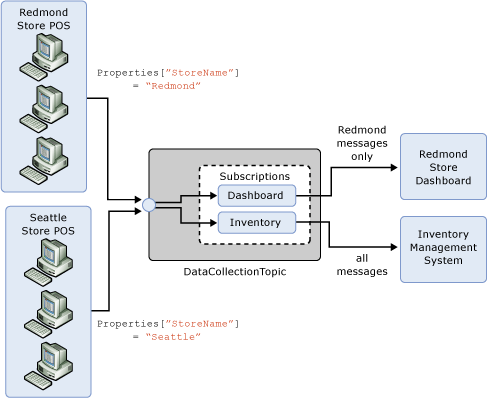 Redmond
Store POS
Properties["StoreName"]
= “Redmond”
Redmond
messages
only
Redmond
Store
Dashboard
Subscriptions
Dashboard
Inventory
Seattle
Store POS
DataCollectionTopic
all
messages
Inventory
Management
System
Properties["StoreName"]
= “Seattle”